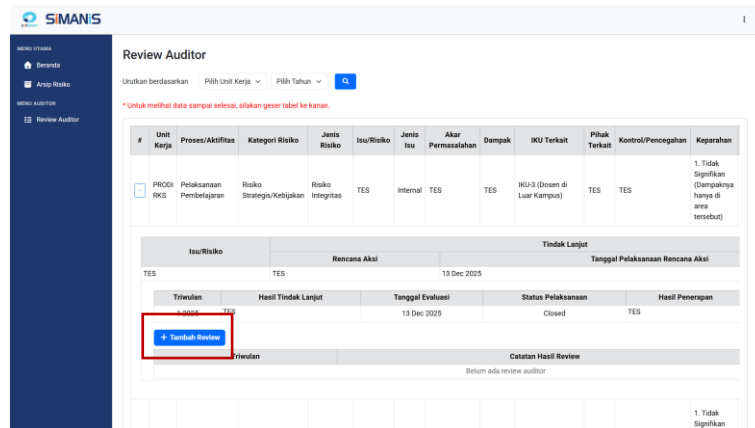 SiMANiS
MENU UTAMA
Beranda
Arsip Risiko
MENU AUDITOR
Review Auditor
Review Auditor
Urutkan berdasarkan Pilih Unit Kerja Pilih Tahun
* Untuk melihat data sampai selesai, silakan geser tabel ke kanan.
# Unit Kerja Proses/Aktifitas Kategori Risiko Jenis Risiko Isu/Risiko Jenis Isu Akar Permasalahan Dampak IKU Terkait Pihak Terkait Kontrol/Pencegahan Keparahan
- PRODI RKS Pelaksanaan Pembelajaran Risiko Strategis/Kebijakan Risiko Integritas TES Internal TES TES IKU-3 (Dosen di Luar Kampus) TES TES 1. Tidak Signifikan (Dampaknya hanya di area tersebut)
Isu/Risiko Tindak Lanjut
Rencana Aksi Tanggal Pelaksanaan Rencana Aksi
TES TES 13 Dec 2025
Triwulan Hasil Tindak Lanjut Tanggal Evaluasi Status Pelaksanaan Hasil Penerapan
1-2025 TES 13 Dec 2025 Closed TES
+ Tambah Review
Triwulan Catatan Hasil Review
Belum ada review auditor
1. Tidak
Signifikan